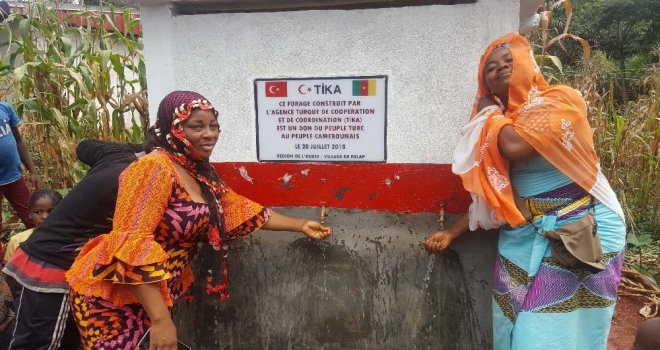 TİKA
CE FORAGE CONSTRUIT PAR
L'AGENCE TURQUE DE COOPERATION
ET DE COORDINATION (TIKA)
EST UN DON DU PEUPLE TURC
AU PEUPLE CAMEROUNAIS
LE 20 JUILLET 2018
REGION DE L'OUEST - VILLAGE DE